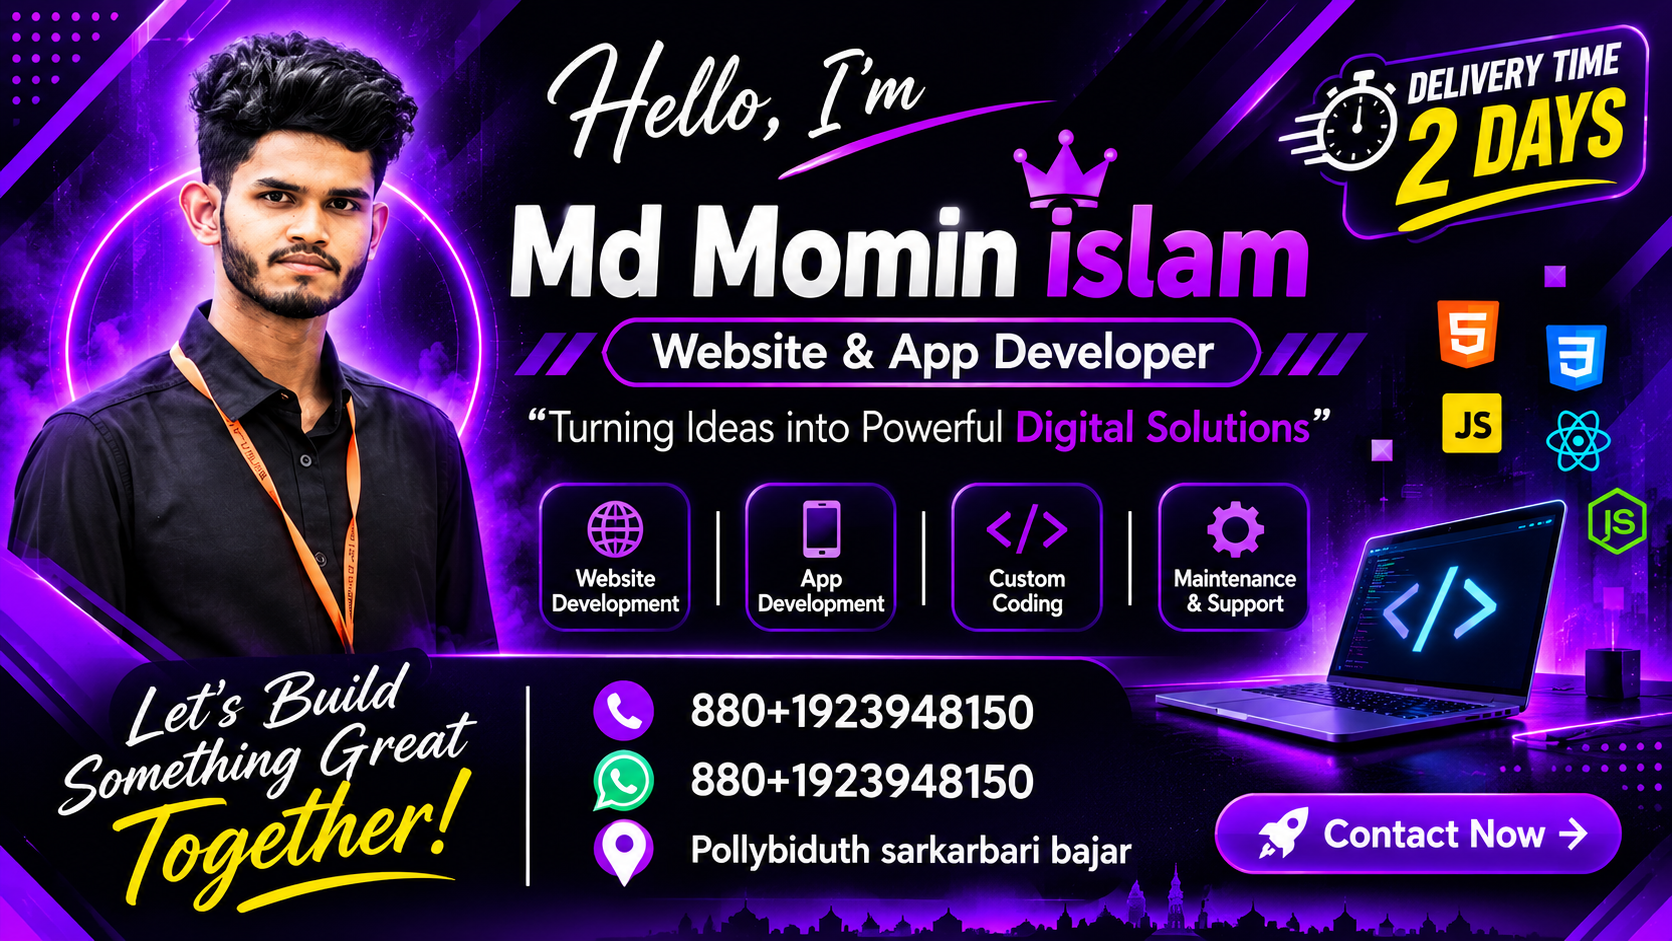 Hello, I'm
DELIVERY TIME
2 DAYS
Md Momin islam
Website & App Developer
“Turning Ideas into Powerful Digital Solutions”
5
3
JS
JS
Website
Development
App
Development
</>
Custom
Coding
Maintenance
& Support
</>
Let's Build
Something Great
Together!
880+1923948150
880+1923948150
Pollybiduth sarkarbari bajar
Contact Now →